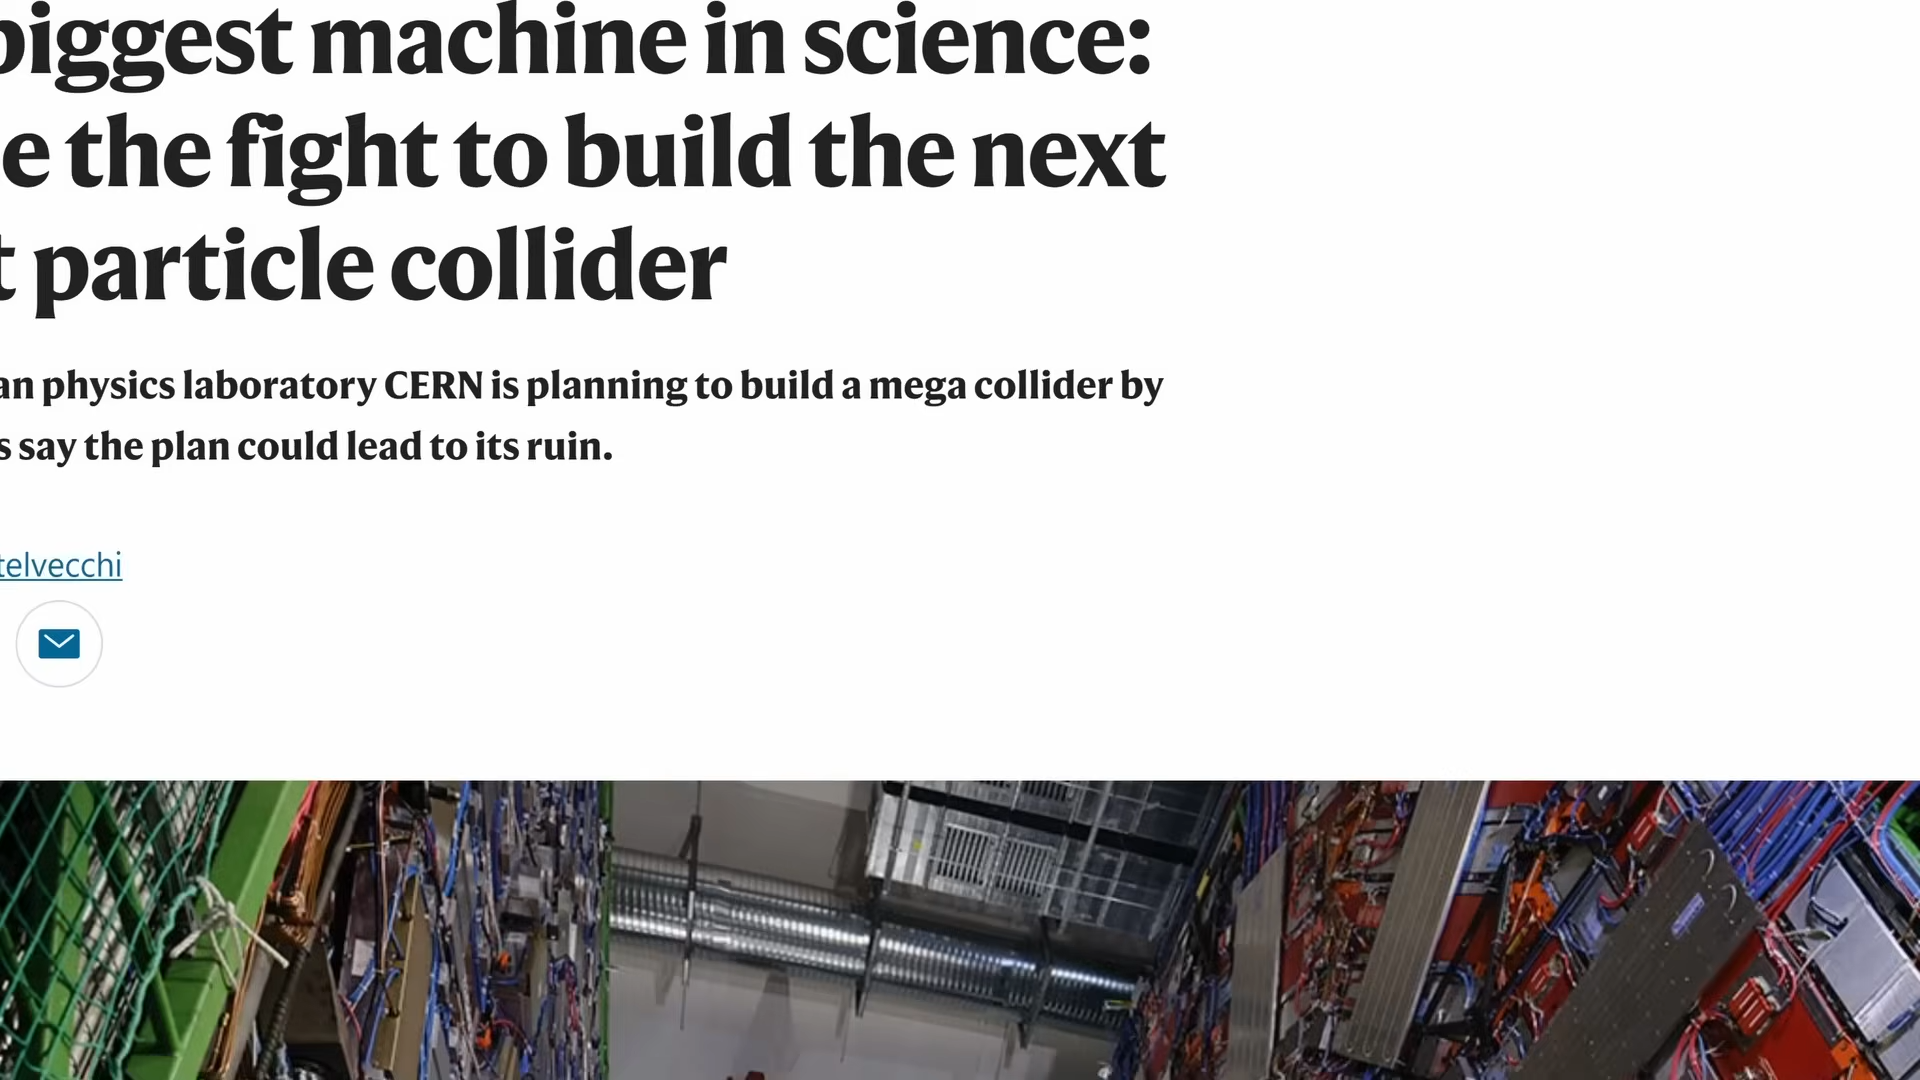 biggest machine in science:
e the fight to build the next
t particle collider
an physics laboratory CERN is planning to build a mega collider by
s say the plan could lead to its ruin.
telvecchi